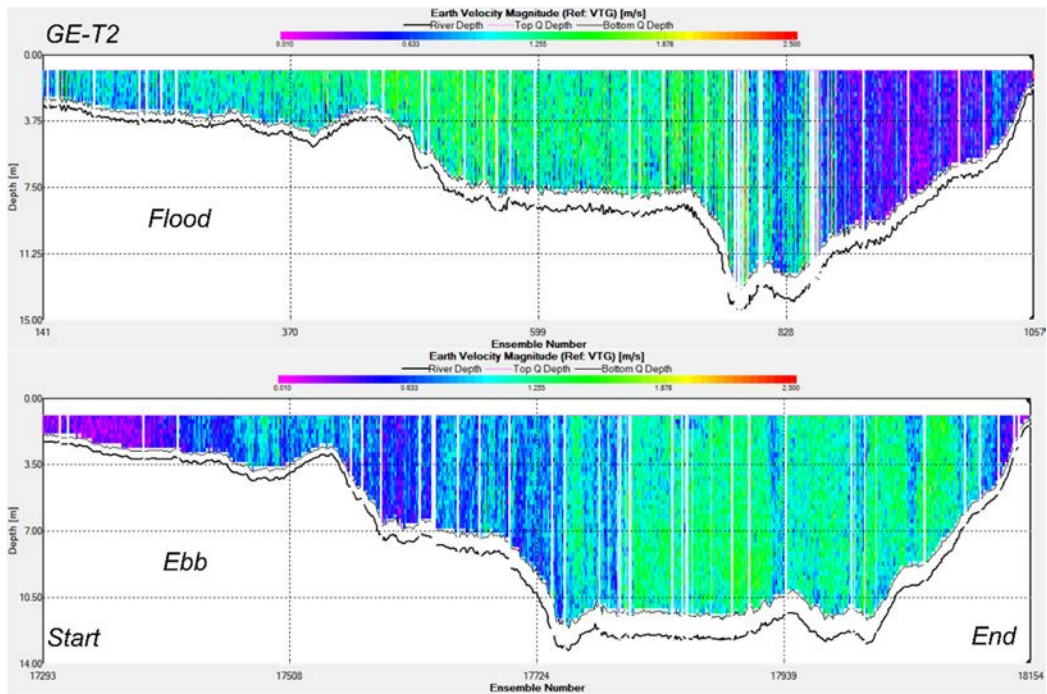 Earth Velocity Magnitude (Ref: VTG) [m/s]
GE-T2
River Depth Top Q Depth Bottom Q Depth
0.010 0.633 1.255 1.878 2.500
0.00
3.75
7.50
11.25
15.00
Depth [m]
Flood
141 370 599 828 1057
Ensemble Number
Earth Velocity Magnitude (Ref: VTG) [m/s]
River Depth Top Q Depth Bottom Q Depth
0.010 0.633 1.255 1.878 2.500
0.00
3.50
7.00
10.50
14.00
Depth [m]
Ebb
Start End
17293 17508 17724 17939 18154
Ensemble Number